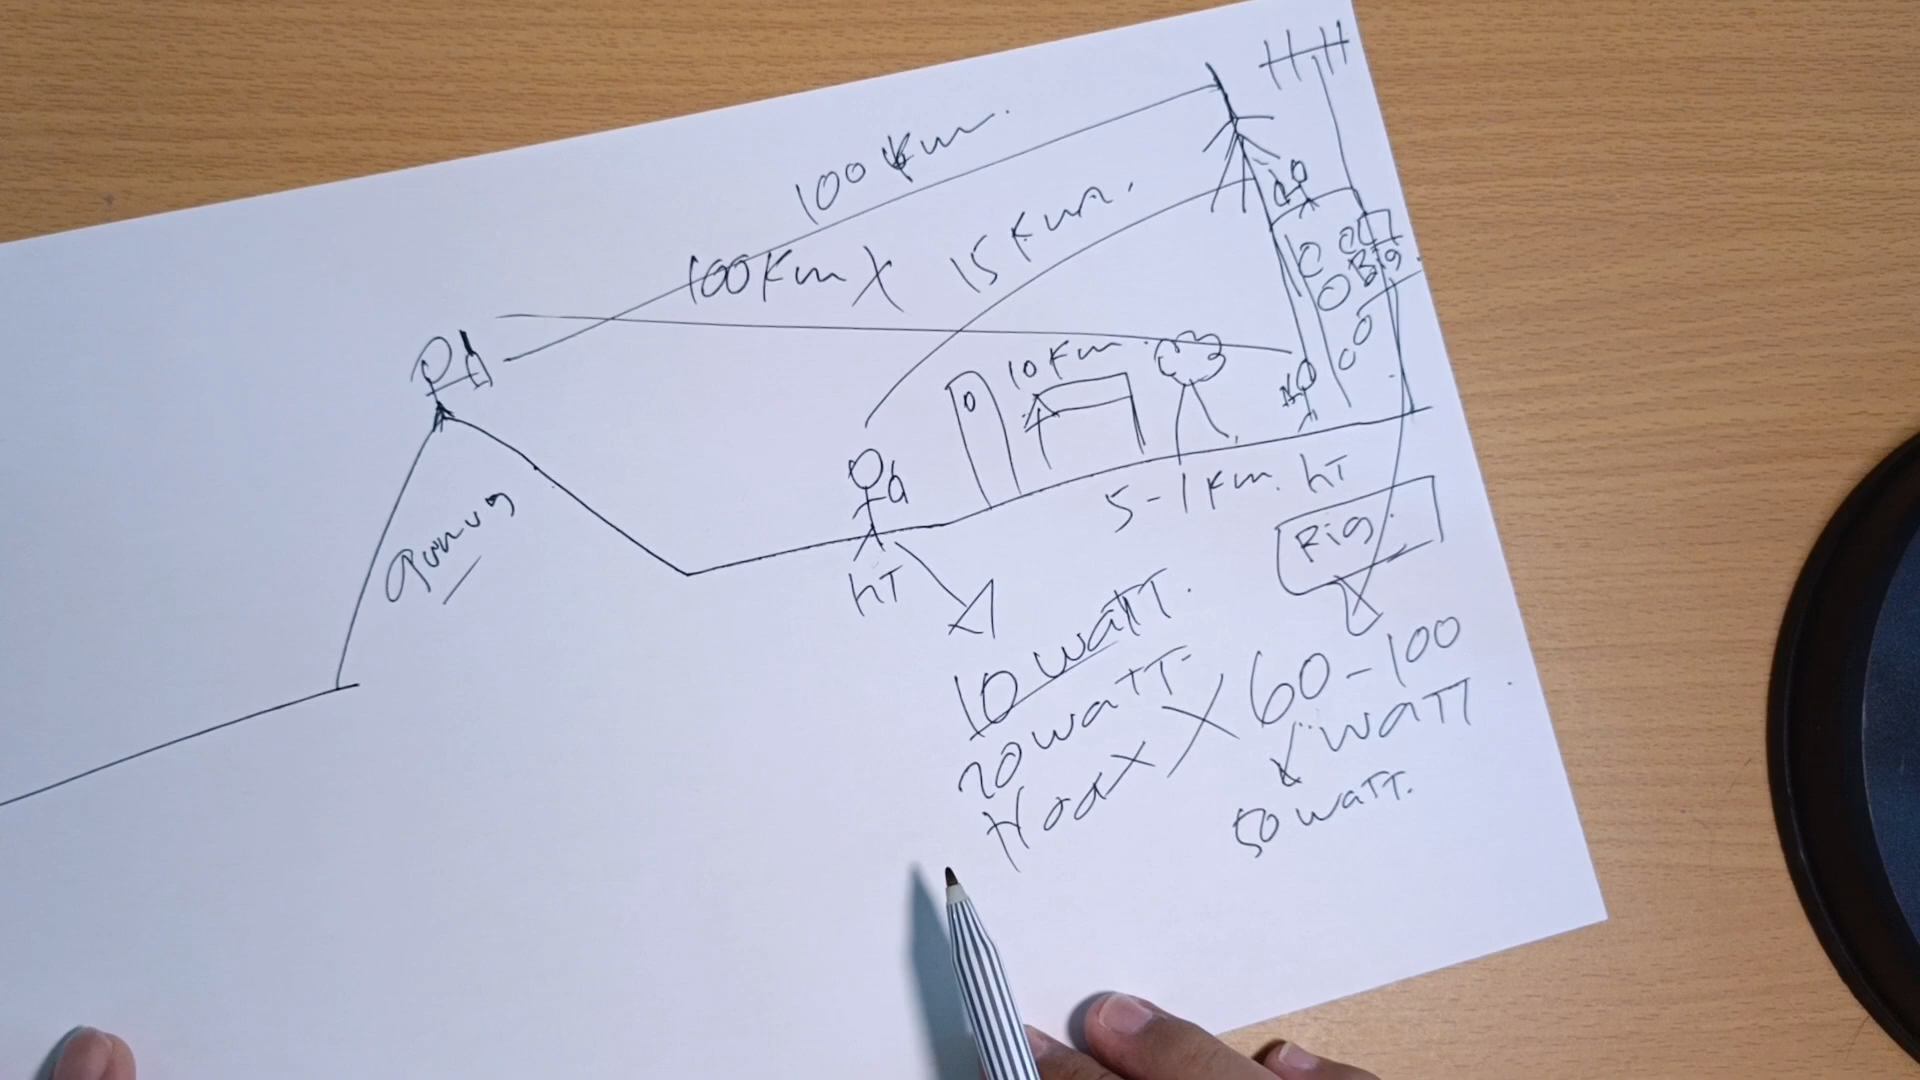 100 Km.
100 Km X
15 Km.
10 Km.
Rig.
Gunung
5-1 Km. HT
Rig.
HT
10 WATT.
20 WATT.
Hoax X
60-100
WATT
50 WATT.